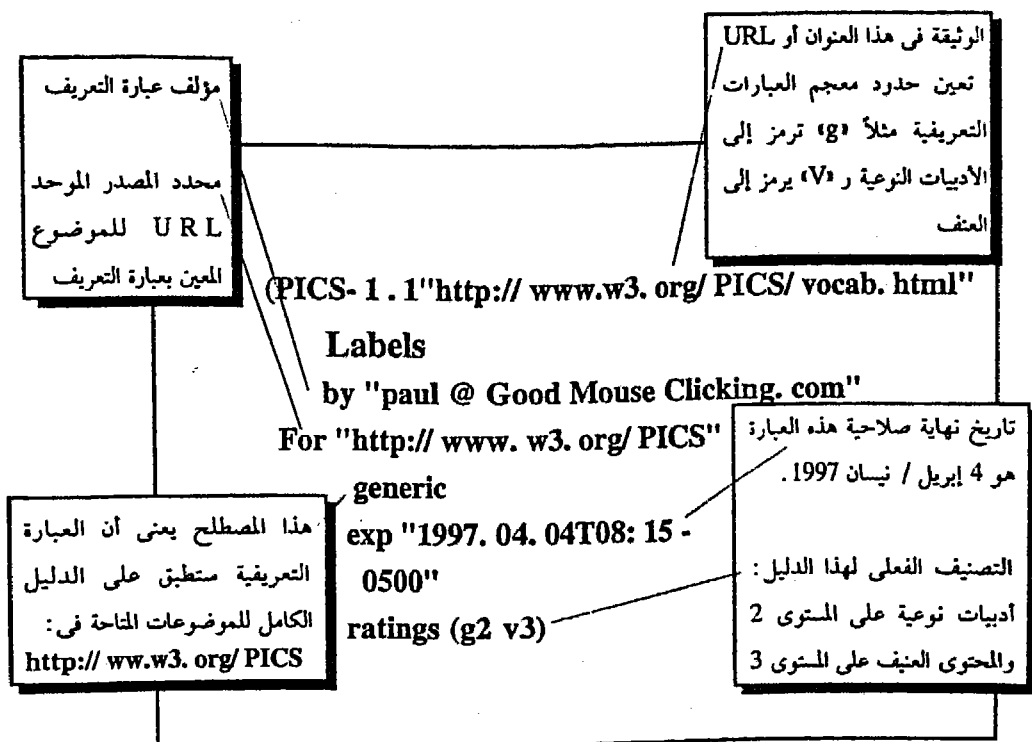 الوثيقة فى هذا العنوان أو URL
تعين حدود معجم العبارات
التعريفية مثلاً «g» ترمز إلى
الأدبيات النوعية ر «V» يرمز إلى
العنف
مؤلف عبارة التعريف
محدد المصدر الموحد
URL للموضوع
المعين بعبارة التعريف
(PICS- 1 . 1"http:// www.w3. org/ PICS/ vocab. html"
Labels
by "paul @ Good Mouse Clicking. com"
For "http:// www. w3. org/ PICS"
generic
exp "1997. 04. 04T08: 15 -
0500"
ratings (g2 v3)
تاريخ نهاية صلاحية هذه العبارة
هو 4 إبريل / نيسان 1997 .
التصنيف الفعلى لهذا الدليل :
أدبيات نوعية على المستوى 2
والمحتوى العنيف على المستوى 3
هذا المصطلح يعنى أن العبارة
التعريفية ستطبق على الدليل
الكامل للموضوعات المتاحة فى :
http:// ww.w3. org/ PICS